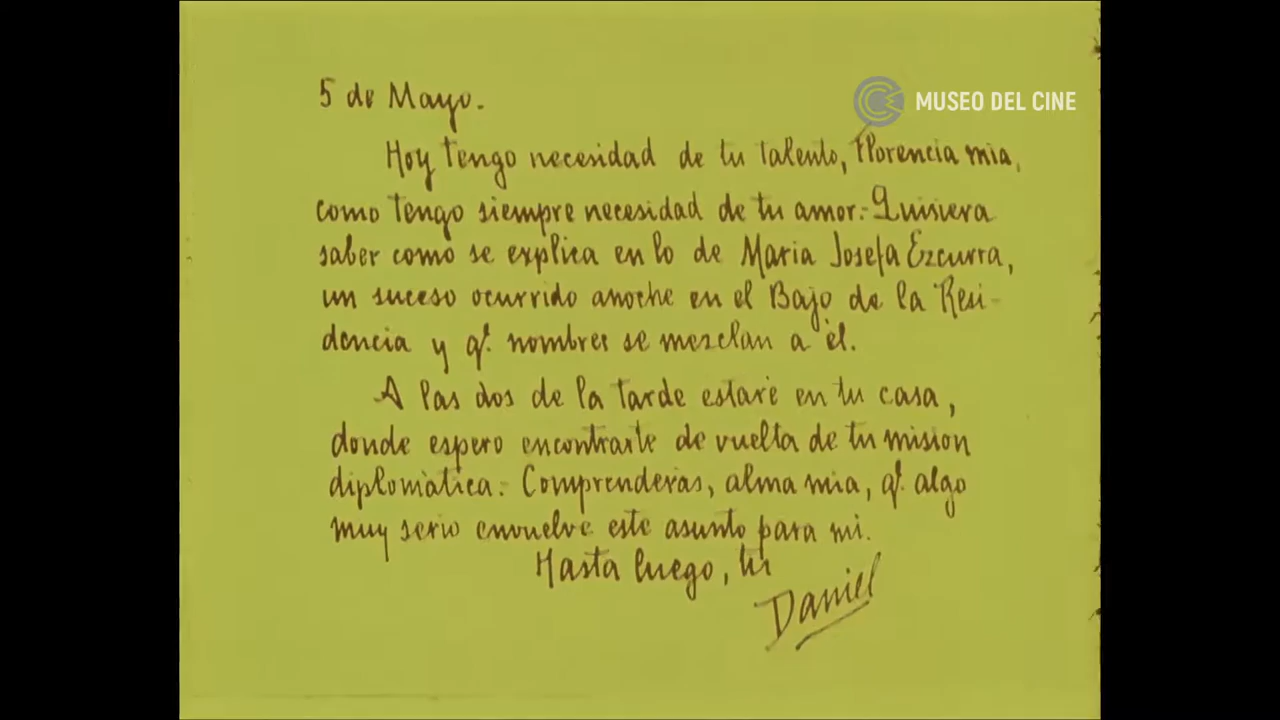 5 de Mayo.
MUSEO DEL CINE
Hoy tengo necesidad de tu talento, Florencia mia,
como tengo siempre necesidad de tu amor.- Quisiera
saber como se explica en lo de Maria Josefa Ezcurra,
un suceso ocurrido anoche en el Bajo de la Resi-
dencia y qᵉ. nombres se mezclan a él.
A las dos de la tarde estaré en tu casa,
donde espero encontrarte de vuelta de tu mision
diplomàtica.- Comprenderás, alma mia, qᵉ. algo
muy serio envuelve este asunto para mi.
Hasta luego, tu
Daniel